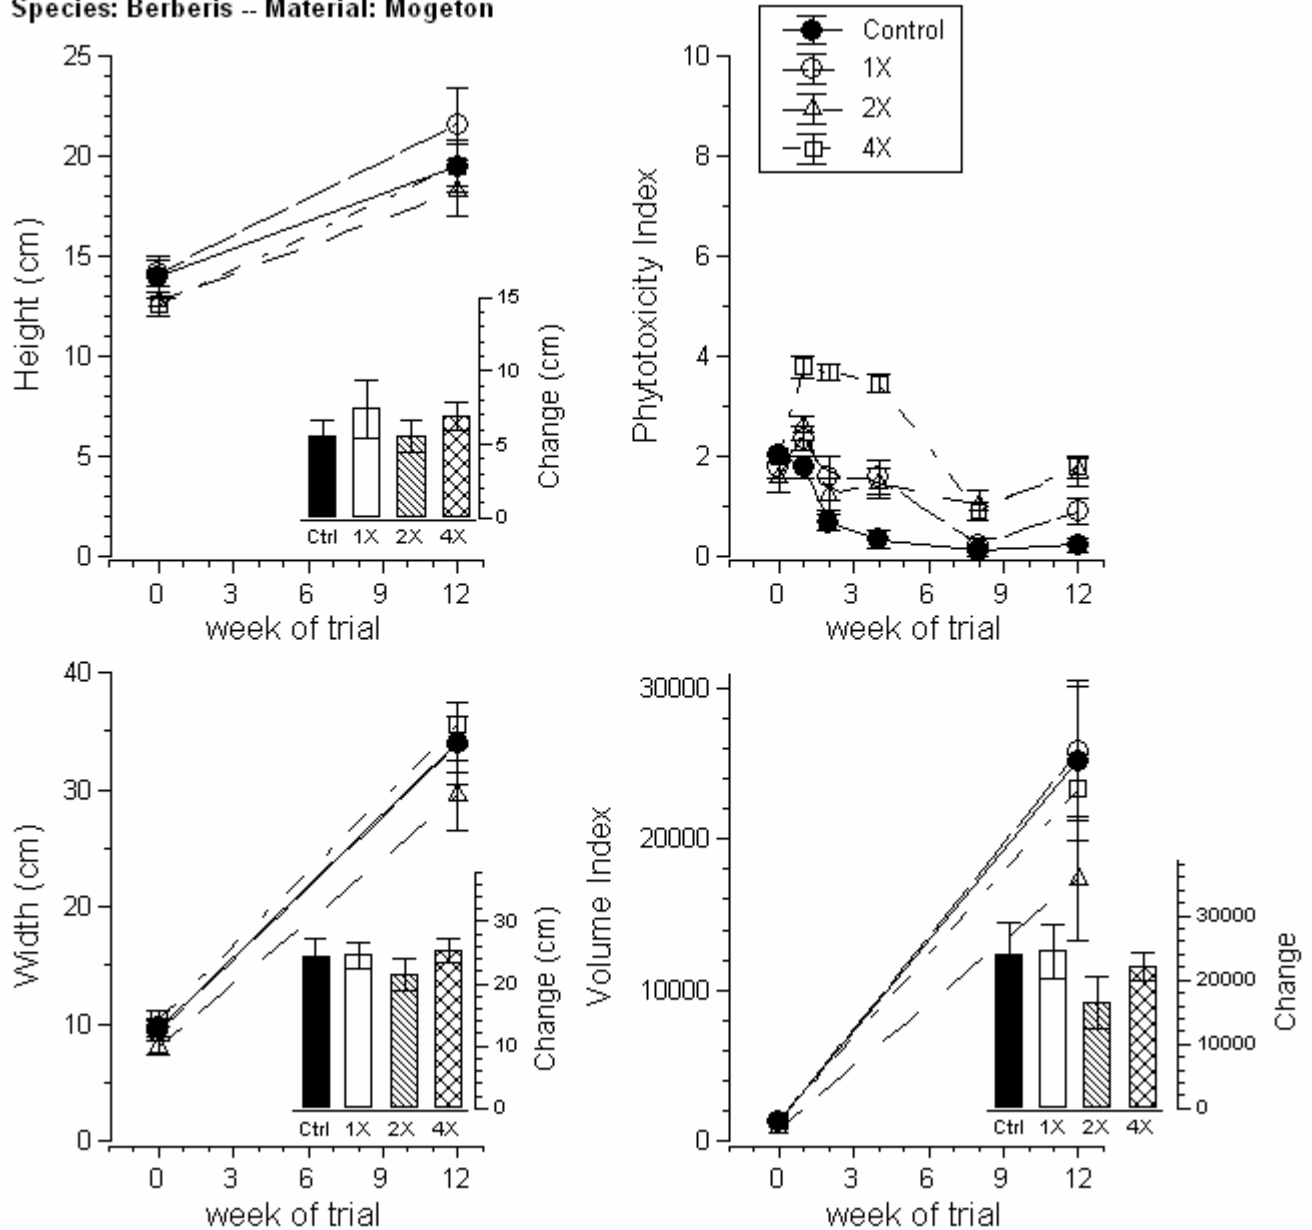 Species: Berberis -- Material: Mogeton
Control
1X
2X
4X
25
20
15
10
5
0
Height (cm)
0 3 6 9 12
week of trial
15
10
5
0
Change (cm)
Ctrl 1X 2X 4X
10
8
6
4
2
0
Phytotoxicity Index
0 3 6 9 12
week of trial
40
30
20
10
0
Width (cm)
0 3 6 9 12
week of trial
30
20
10
0
Change (cm)
Ctrl 1X 2X 4X
30000
20000
10000
0
Volume Index
0 3 6 9 12
week of trial
30000
20000
10000
0
Change
Ctrl 1X 2X 4X